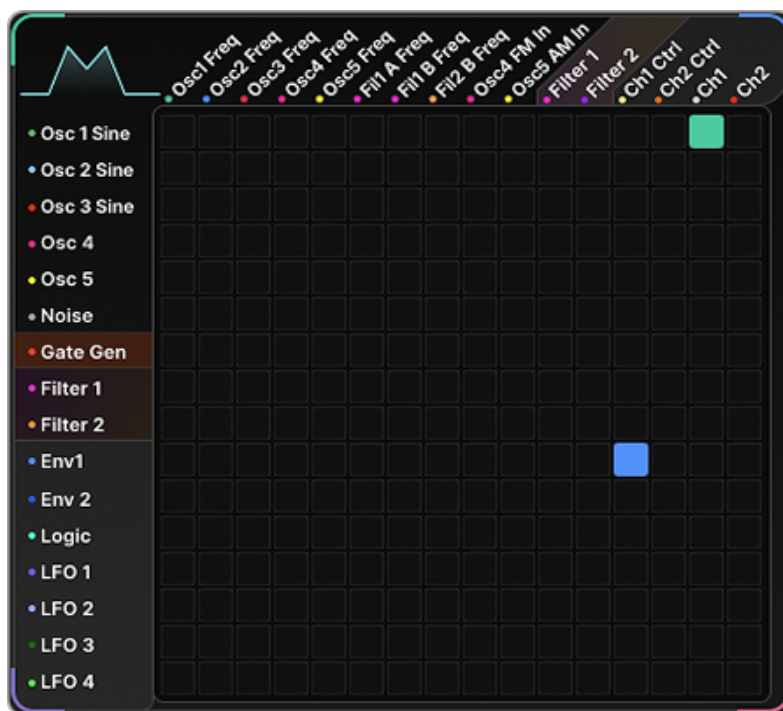 Osc1 Freq
Osc2 Freq
Osc3 Freq
Osc4 Freq
Osc5 Freq
Fil1 A Freq
Fil1 B Freq
Fil2 B Freq
Osc4 FM In
Osc5 AM In
Filter 1
Filter 2
Ch1 Ctrl
Ch2 Ctrl
Ch1
Ch2
Osc 1 Sine
Osc 2 Sine
Osc 3 Sine
Osc 4
Osc 5
Noise
Gate Gen
Filter 1
Filter 2
Env1
Env 2
Logic
LFO 1
LFO 2
LFO 3
LFO 4